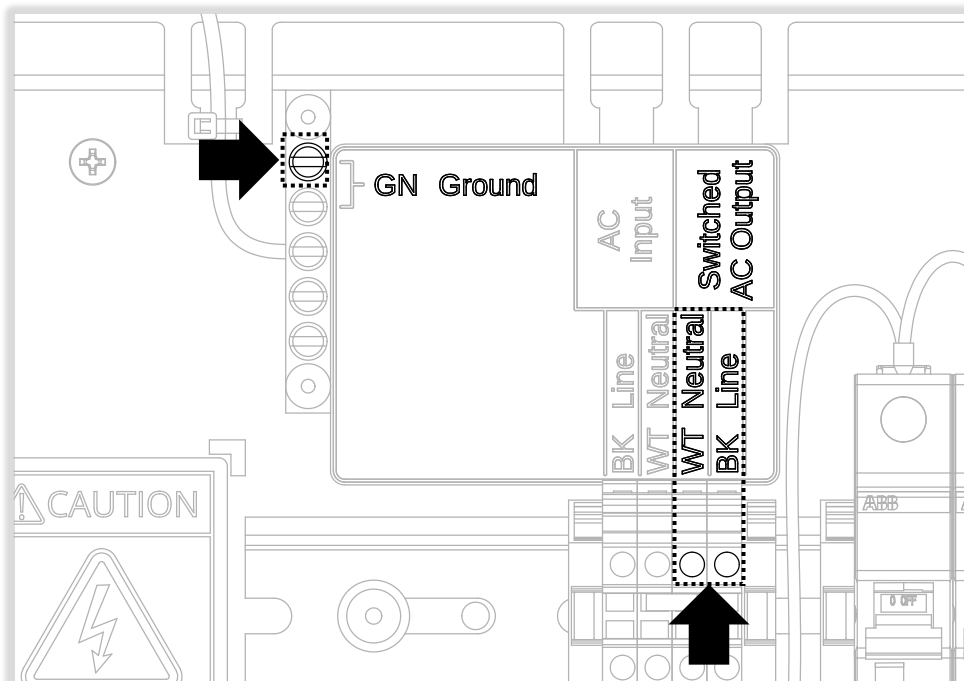 GN Ground
AC
Input
Switched
AC Output
BK Line
WT Neutral
WT Neutral
BK Line
CAUTION
ABB
0 OFF